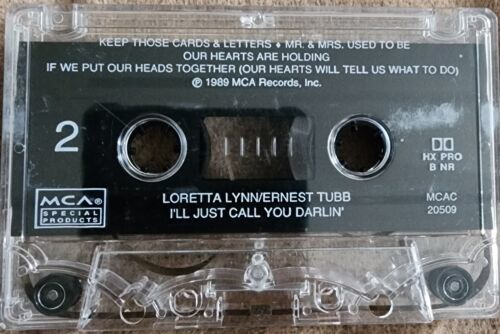 KEEP THOSE CARDS & LETTERS ♦ MR. & MRS. USED TO BE
OUR HEARTS ARE HOLDING
IF WE PUT OUR HEADS TOGETHER (OUR HEARTS WILL TELL US WHAT TO DO)
℗ 1989 MCA Records, Inc.
2
HX PRO
B NR
MCA®
SPECIAL
PRODUCTS
LORETTA LYNN/ERNEST TUBB
I'LL JUST CALL YOU DARLIN'
MCAC
20509